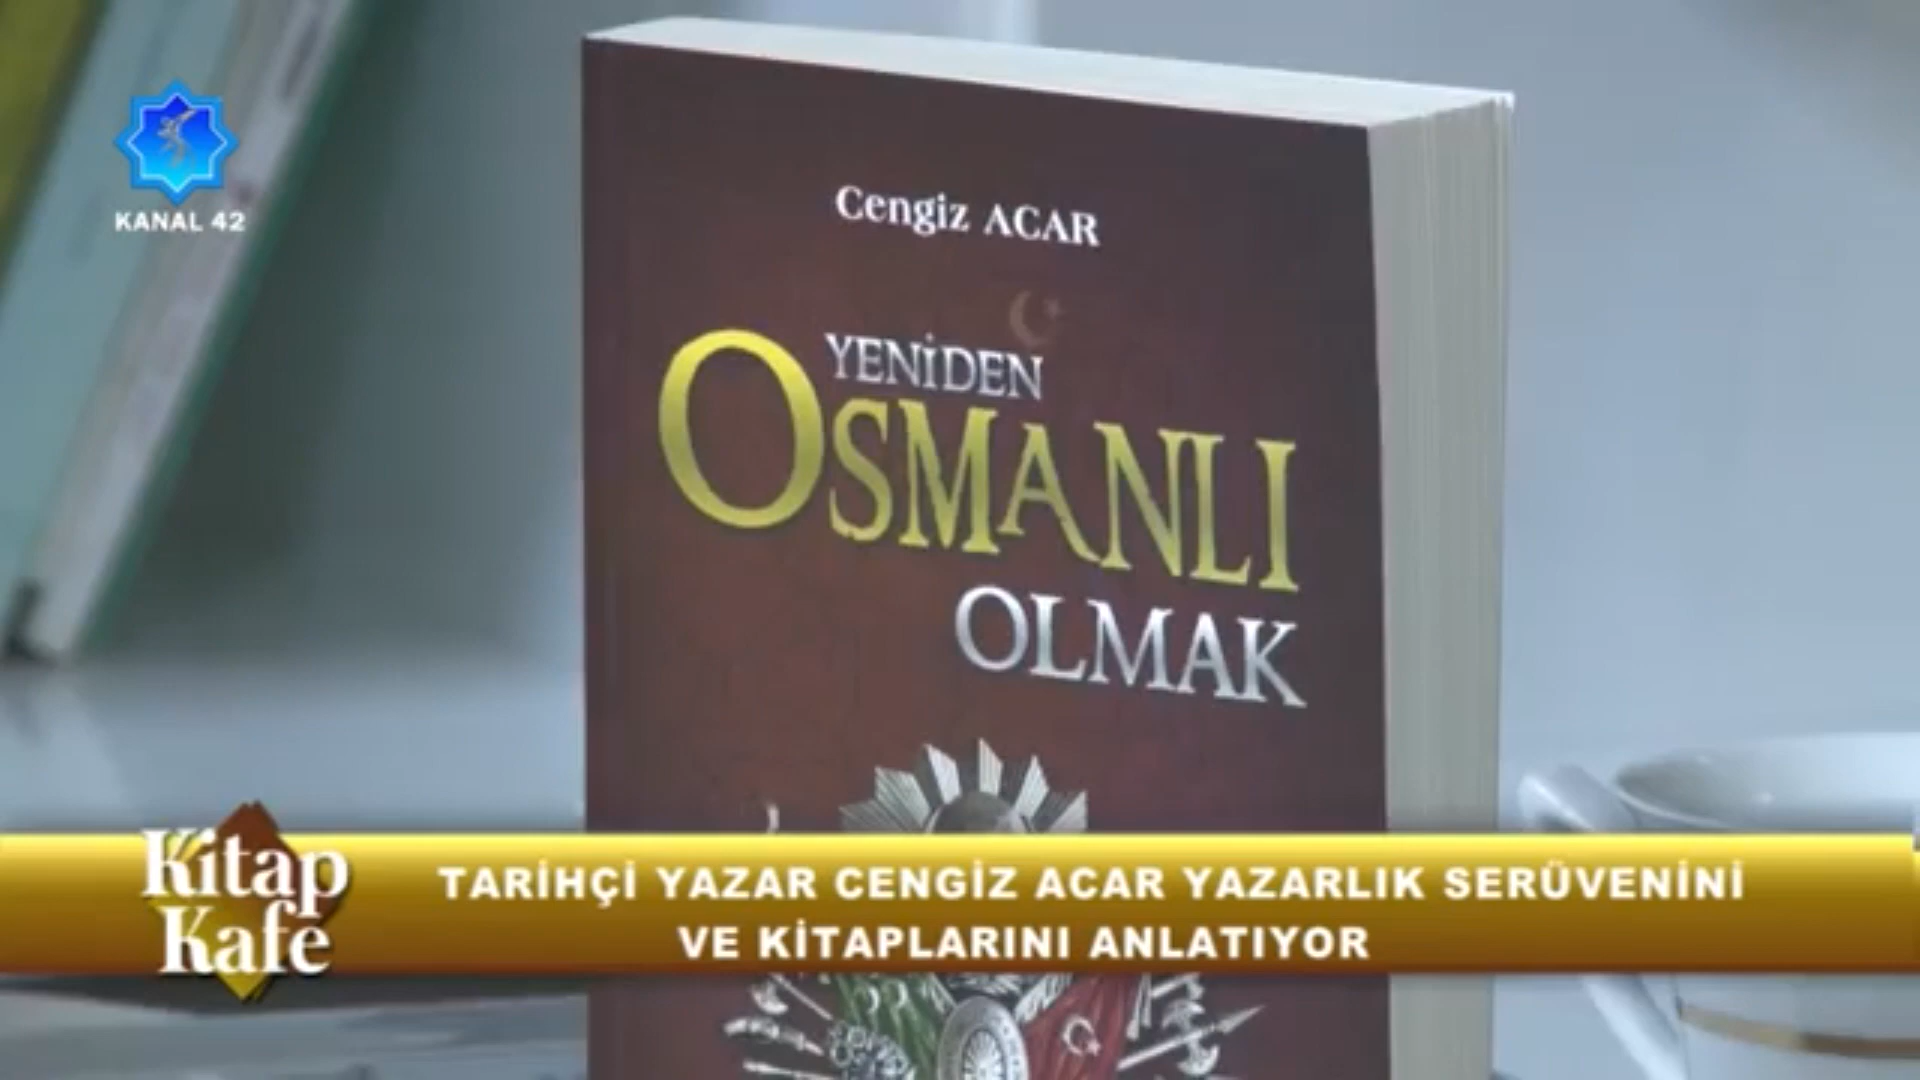 KANAL 42
Cengiz ACAR
YENİDEN
OSMANLI
OLMAK
Kitap
Kafe
TARİHÇİ YAZAR CENGİZ ACAR YAZARLIK SERÜVENİNİ
VE KİTAPLARINI ANLATIYOR